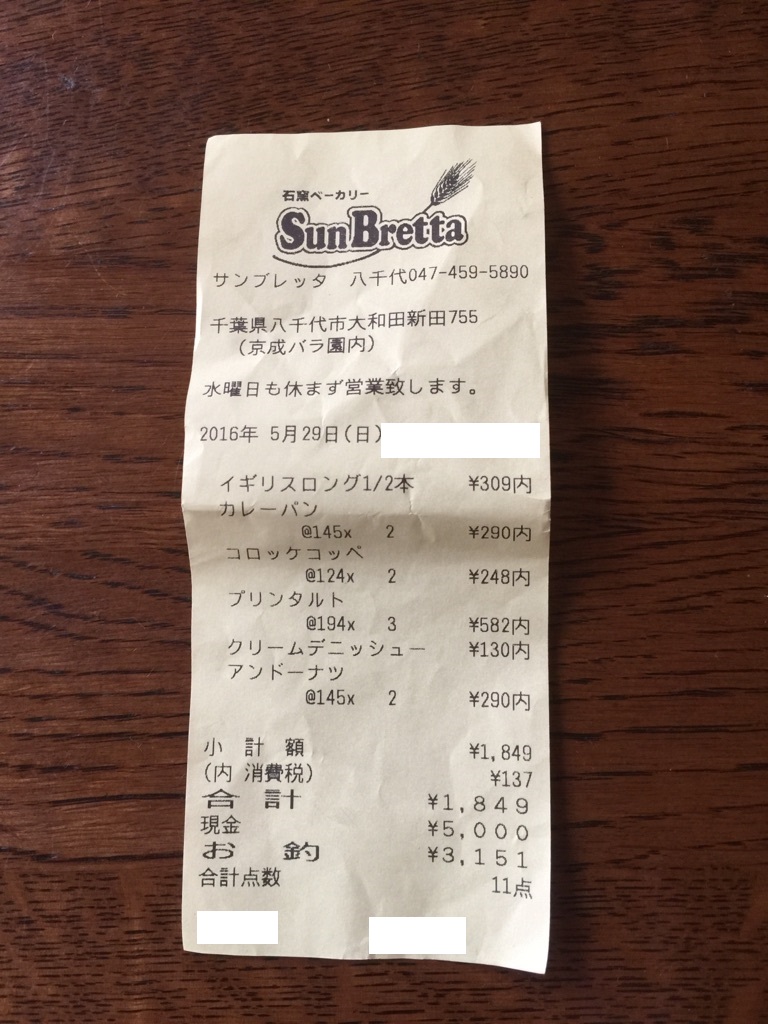 石窯ベーカリー
SunBretta
サンブレッタ 八千代047-459-5890
千葉県八千代市大和田新田755
(京成バラ園内)
水曜日も休まず営業致します。
2016年 5月29日(日)
イギリスロング1/2本 ¥309内
カレーパン
@145x 2 ¥290内
コロッケコッペ
@124x 2 ¥248内
プリンタルト
@194x 3 ¥582内
クリームデニッシュー ¥130内
アンドーナツ
@145x 2 ¥290内
小計額 ¥1,849
(内 消費税) ¥137
合計 ¥1,849
現金 ¥5,000
お釣 ¥3,151
合計点数 11点